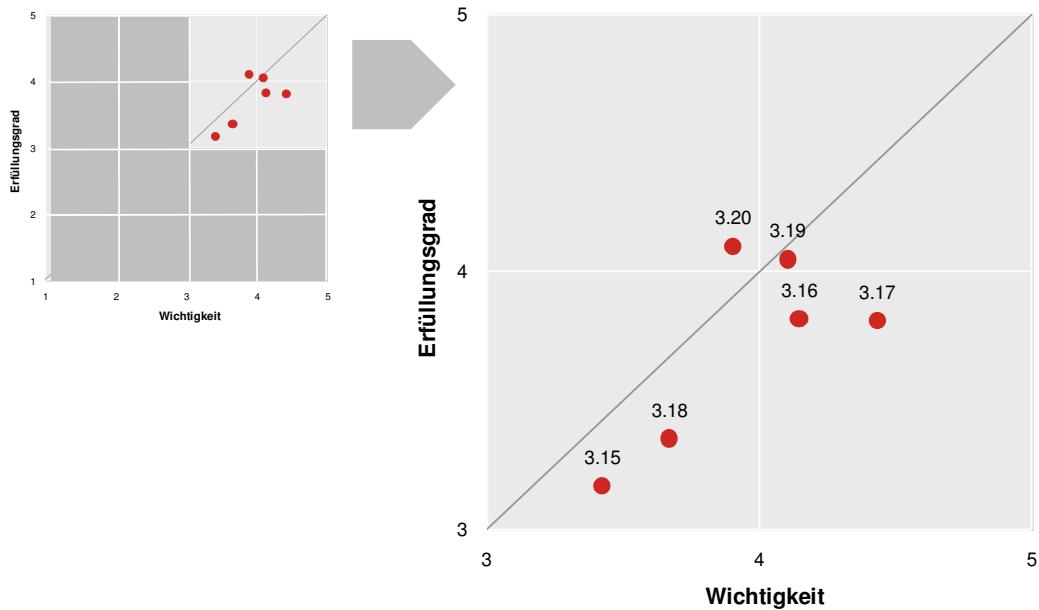 5
4
3
2
1
1 2 3 4 5
Erfüllungsgrad
Wichtigkeit
5
4
3
3 4 5
Erfüllungsgrad
Wichtigkeit
3.20
3.19
3.16
3.17
3.18
3.15